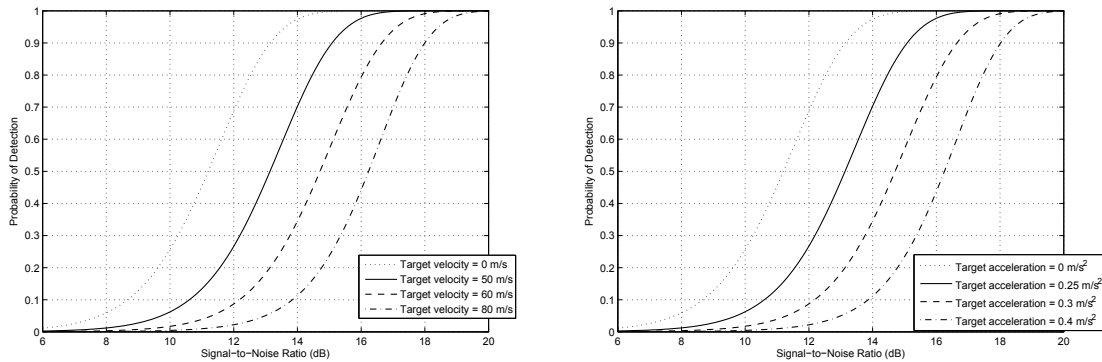 1
0.9
0.8
0.7
0.6
0.5
0.4
0.3
0.2
0.1
0
Probability of Detection
6 8 10 12 14 16 18 20
Signal-to-Noise Ratio (dB)
Target velocity = 0 m/s
Target velocity = 50 m/s
Target velocity = 60 m/s
Target velocity = 80 m/s
1
0.9
0.8
0.7
0.6
0.5
0.4
0.3
0.2
0.1
0
Probability of Detection
6 8 10 12 14 16 18 20
Signal-to-Noise Ratio (dB)
Target acceleration = 0 m/s²
Target acceleration = 0.25 m/s²
Target acceleration = 0.3 m/s²
Target acceleration = 0.4 m/s²